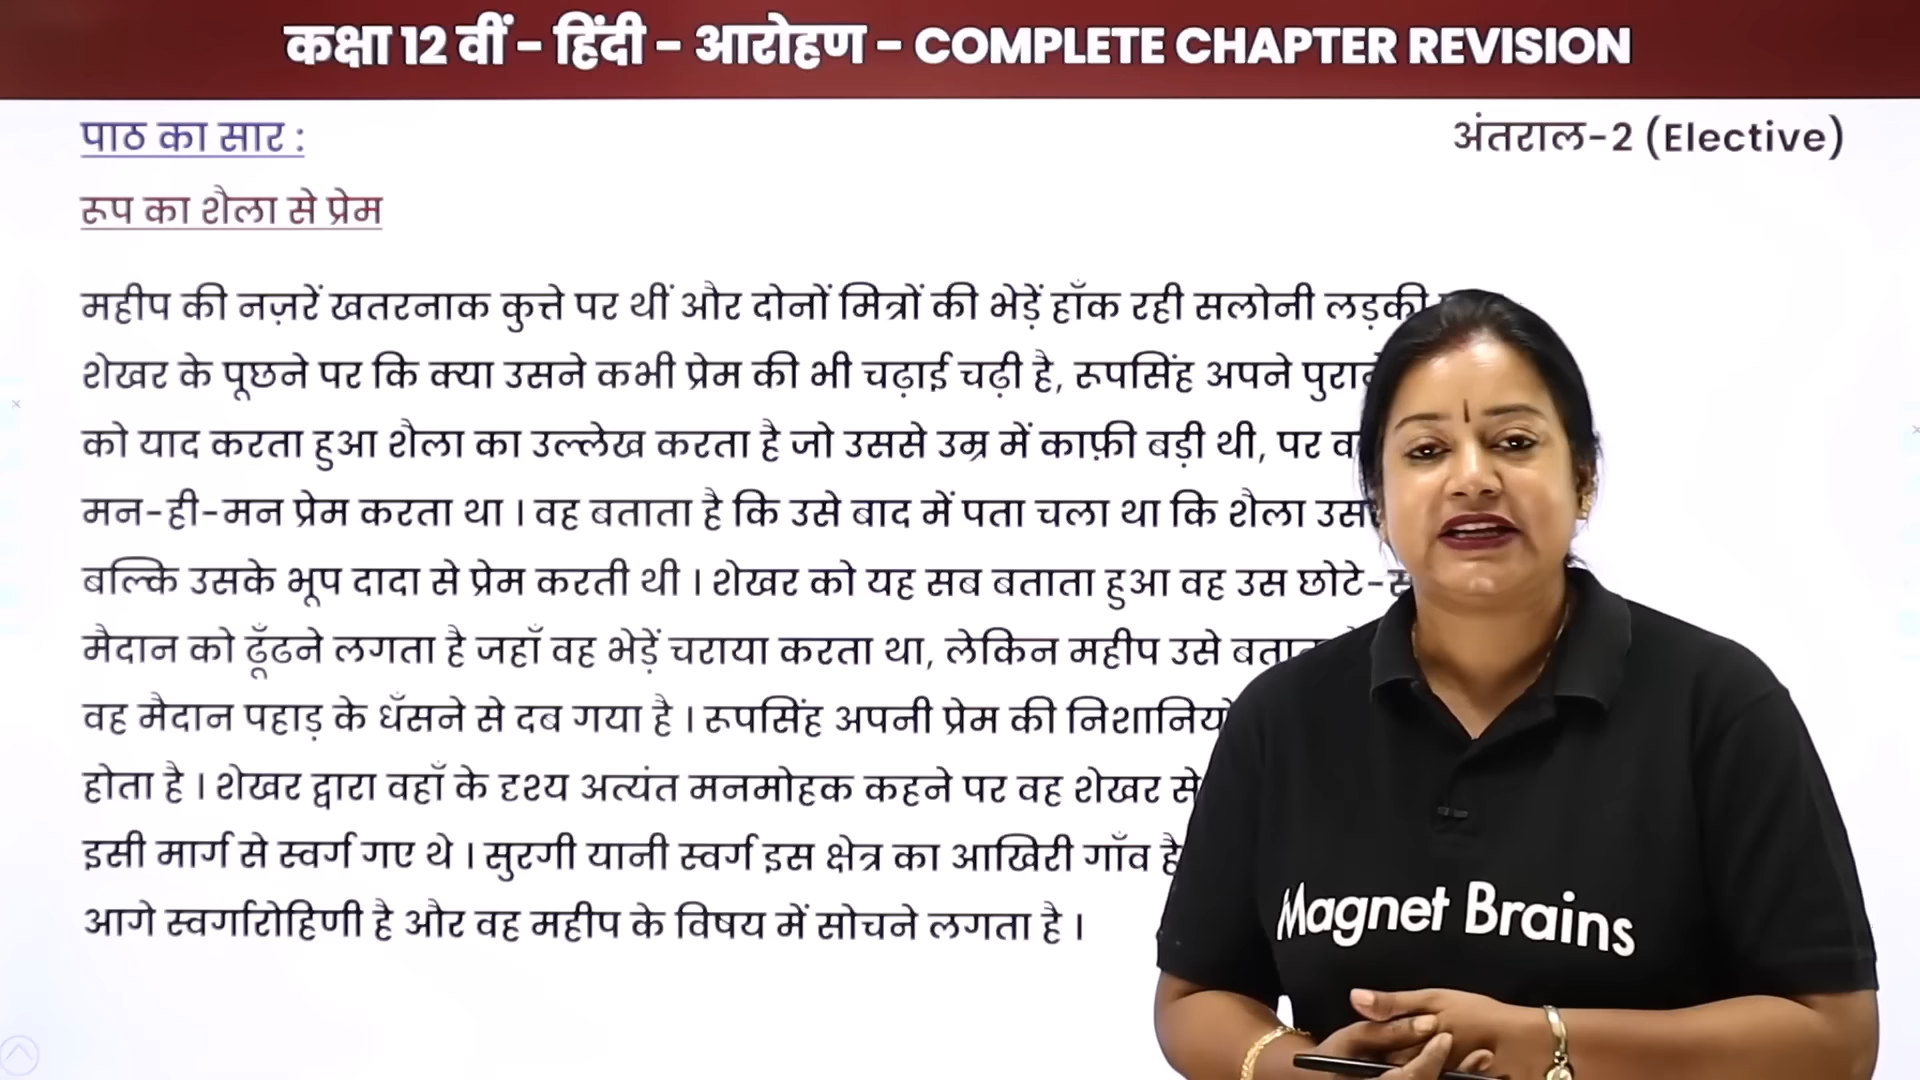 कक्षा 12 वीं - हिंदी - आरोहण - COMPLETE CHAPTER REVISION
पाठ का सार :
अंतराल-2 (Elective)
रूप का शैला से प्रेम
महीप की नज़रें खतरनाक कुत्ते पर थीं और दोनों मित्रों की भेड़ें हाँक रही सलोनी लड़की
शेखर के पूछने पर कि क्या उसने कभी प्रेम की भी चढ़ाई चढ़ी है, रूपसिंह अपने
को याद करता हुआ शैला का उल्लेख करता है जो उससे उम्र में काफ़ी बड़ी थी, पर
मन-ही-मन प्रेम करता था । वह बताता है कि उसे बाद में पता चला था कि शैला
बल्कि उसके भूप दादा से प्रेम करती थी । शेखर को यह सब बताता हुआ वह उस
मैदान को ढूँढने लगता है जहाँ वह भेड़ें चराया करता था, लेकिन महीप उसे
वह मैदान पहाड़ के धँसने से दब गया है । रूपसिंह अपनी प्रेम की
होता है । शेखर द्वारा वहाँ के दृश्य अत्यंत मनमोहक कहने पर वह शेखर से
इसी मार्ग से स्वर्ग गए थे । सुरगी यानी स्वर्ग इस क्षेत्र का आखिरी गाँव है
आगे स्वर्गारोहिणी है और वह महीप के विषय में सोचने लगता है ।
Magnet Brains